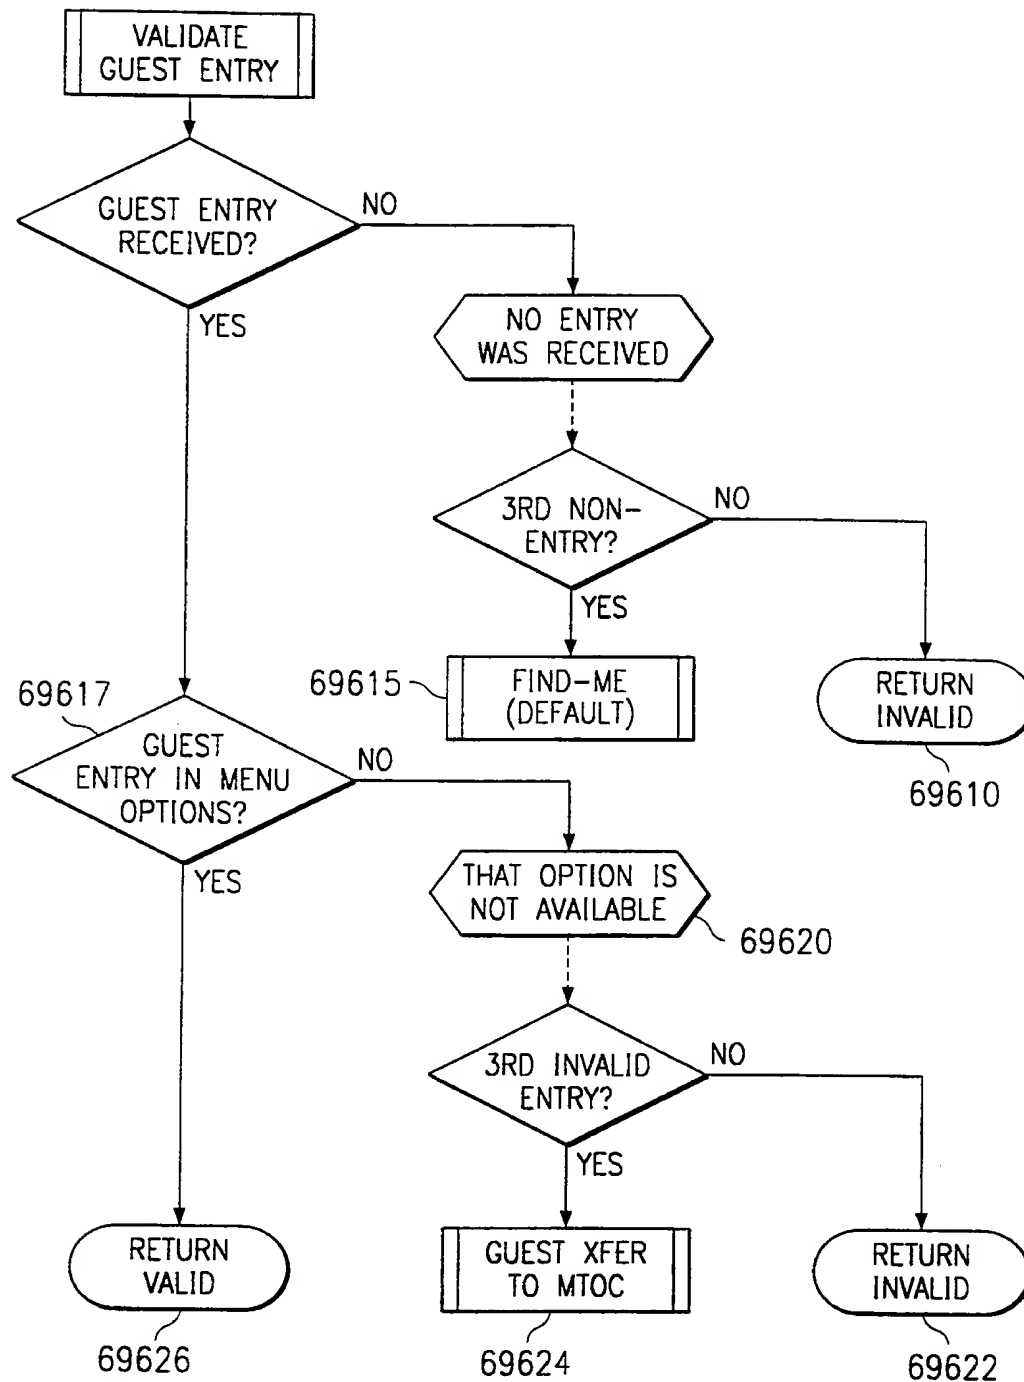 VALIDATE
GUEST ENTRY
GUEST ENTRY
RECEIVED?
NO
YES
NO ENTRY
WAS RECEIVED
3RD NON-
ENTRY?
NO
YES
69615
FIND-ME
(DEFAULT)
RETURN
INVALID
69610
69617
GUEST
ENTRY IN MENU
OPTIONS?
NO
YES
THAT OPTION IS
NOT AVAILABLE
69620
3RD INVALID
ENTRY?
NO
YES
RETURN
VALID
69626
GUEST XFER
TO MTOC
69624
RETURN
INVALID
69622